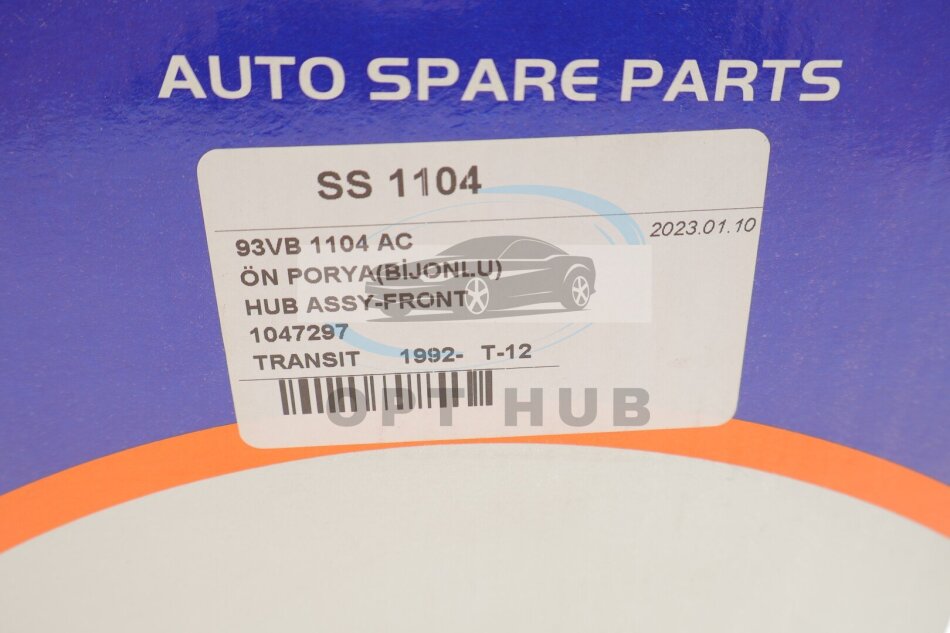 AUTO SPARE PARTS
SS 1104
2023.01.10
93VB 1104 AC
ÖN PORYA(BİJONLU)
HUB ASSY-FRONT
1047297
TRANSIT 1992- T-12
OPT HUB